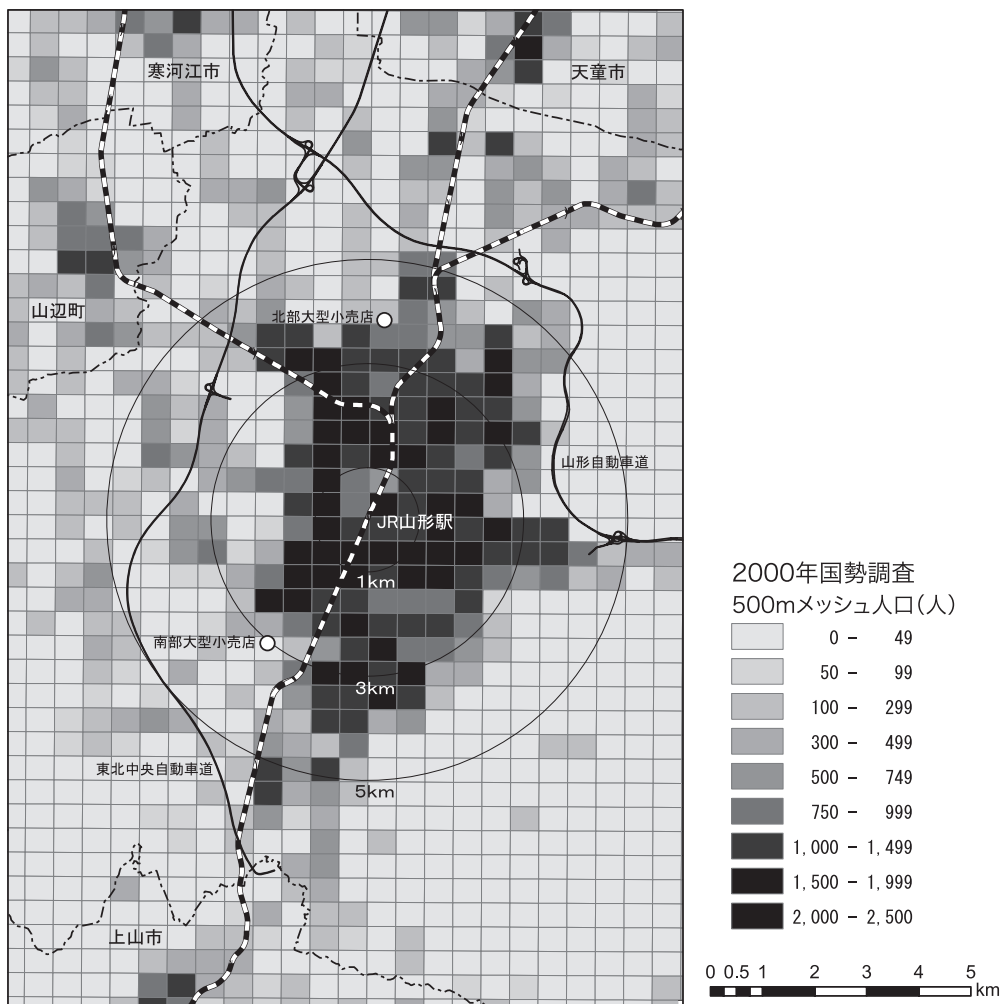 寒河江市
天童市
山辺町
北部大型小売店
山形自動車道
JR山形駅
1km
南部大型小売店
3km
東北中央自動車道
5km
上山市
2000年国勢調査
500mメッシュ人口(人)
0 - 49
50 - 99
100 - 299
300 - 499
500 - 749
750 - 999
1,000 - 1,499
1,500 - 1,999
2,000 - 2,500
0 0.5 1 2 3 4 5
km